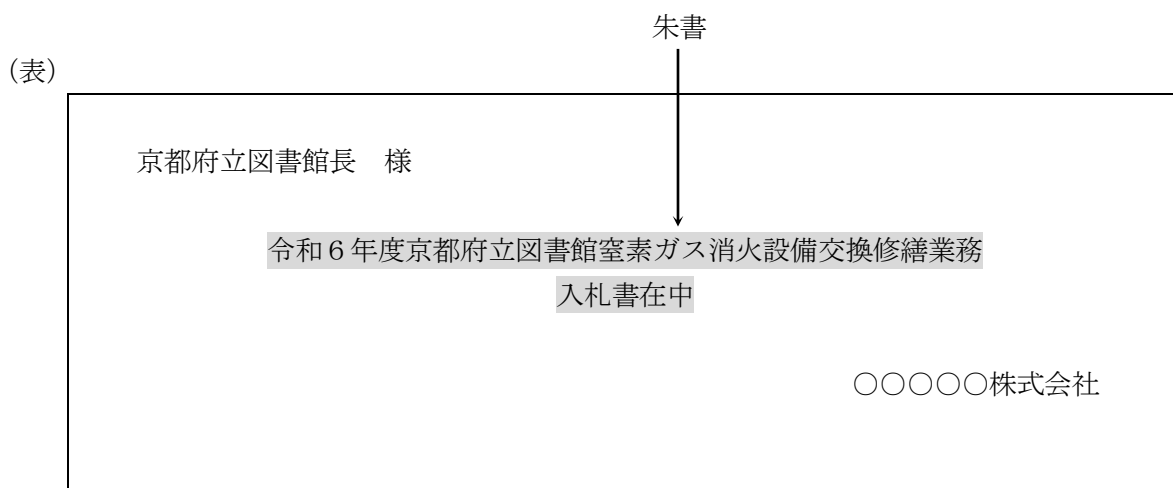 朱書
（表）
京都府立図書館長　様
令和６年度京都府立図書館窒素ガス消火設備交換修繕業務
入札書在中
○○○○○株式会社